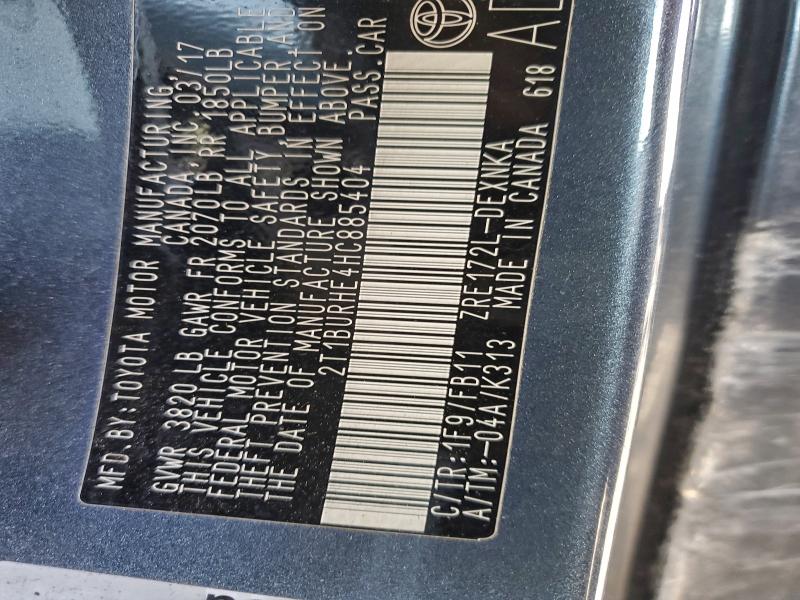 MFD.BY:TOYOTA MOTOR MANUFACTURING
CANADA, INC. 03/17
GVWR 3820 LB GAWR FR 2070LB RR 1850LB
THIS VEHICLE CONFORMS TO ALL APPLICABLE
FEDERAL MOTOR VEHICLE SAFETY,BUMPER,AND
THEFT PREVENTION STANDARDS IN EFFECT ON
THE DATE OF MANUFACTURE SHOWN ABOVE.
2T1BURHE4HC885404 PASS.CAR
C/TR:1F9/FB11 ZRE172L-DEXNKA
A/TM:-04A/K313 MADE IN CANADA 618